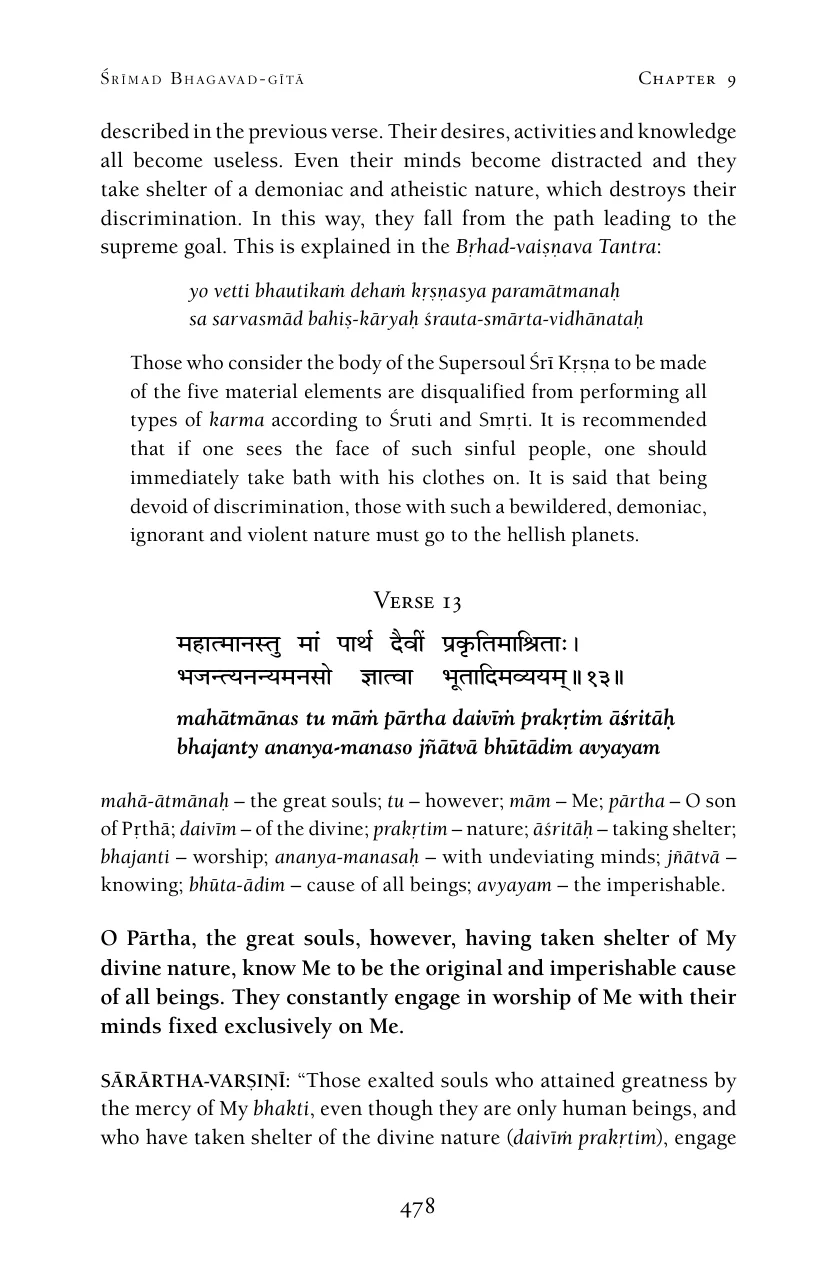 Śrīmad Bhagavad-gītā Chapter 9
described in the previous verse. Their desires, activities and knowledge
all become useless. Even their minds become distracted and they
take shelter of a demoniac and atheistic nature, which destroys their
discrimination. In this way, they fall from the path leading to the
supreme goal. This is explained in the Bṛhad-vaiṣṇava Tantra:
yo vetti bhautikaṁ dehaṁ kṛṣṇasya paramātmanaḥ
sa sarvasmād bahiṣ-kāryaḥ śrauta-smārta-vidhānataḥ
Those who consider the body of the Supersoul Śrī Kṛṣṇa to be made
of the five material elements are disqualified from performing all
types of karma according to Śruti and Smṛti. It is recommended
that if one sees the face of such sinful people, one should
immediately take bath with his clothes on. It is said that being
devoid of discrimination, those with such a bewildered, demoniac,
ignorant and violent nature must go to the hellish planets.
Verse 13
महात्मानस्तु मां पार्थ दैवीं प्रकृतिमाश्रिताः।
भजन्त्यनन्यमनसो ज्ञात्वा भूतादिमव्ययम्॥१३॥
mahātmānas tu māṁ pārtha daivīṁ prakṛtim āśritāḥ
bhajanty ananya-manaso jñātvā bhūtādim avyayam
mahā-ātmānaḥ – the great souls; tu – however; mām – Me; pārtha – O son
of Pṛthā; daivīm – of the divine; prakṛtim – nature; āśritāḥ – taking shelter;
bhajanti – worship; ananya-manasaḥ – with undeviating minds; jñātvā –
knowing; bhūta-ādim – cause of all beings; avyayam – the imperishable.
O Pārtha, the great souls, however, having taken shelter of My
divine nature, know Me to be the original and imperishable cause
of all beings. They constantly engage in worship of Me with their
minds fixed exclusively on Me.
SĀRĀRTHA-VARṢIṆĪ: “Those exalted souls who attained greatness by
the mercy of My bhakti, even though they are only human beings, and
who have taken shelter of the divine nature (daivīṁ prakṛtim), engage
478